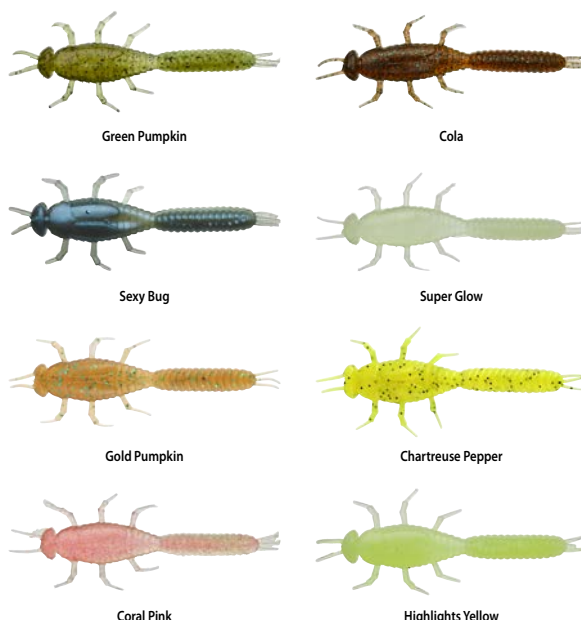 Green Pumpkin
Cola
Sexy Bug
Super Glow
Gold Pumpkin
Chartreuse Pepper
Coral Pink
Highlights Yellow